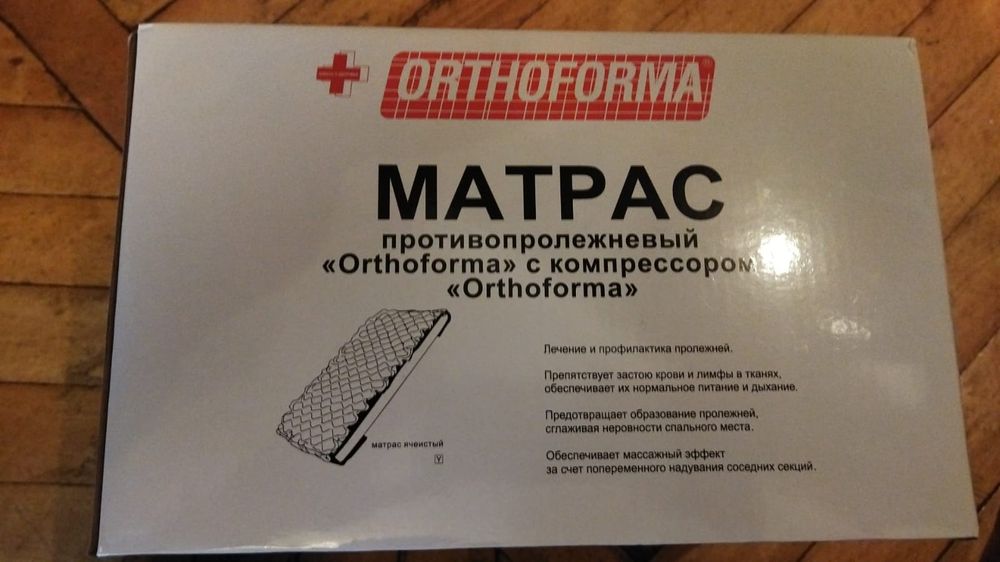 ORTHOFORMA®
МАТРАС
противопролежневый
«Orthoforma» с компрессором
«Orthoforma»
матрас ячеистый
Y
Лечение и профилактика пролежней.
Препятствует застою крови и лимфы в тканях,
обеспечивает их нормальное питание и дыхание.
Предотвращает образование пролежней,
сглаживая неровности спального места.
Обеспечивает массажный эффект
за счет попеременного надувания соседних секций.